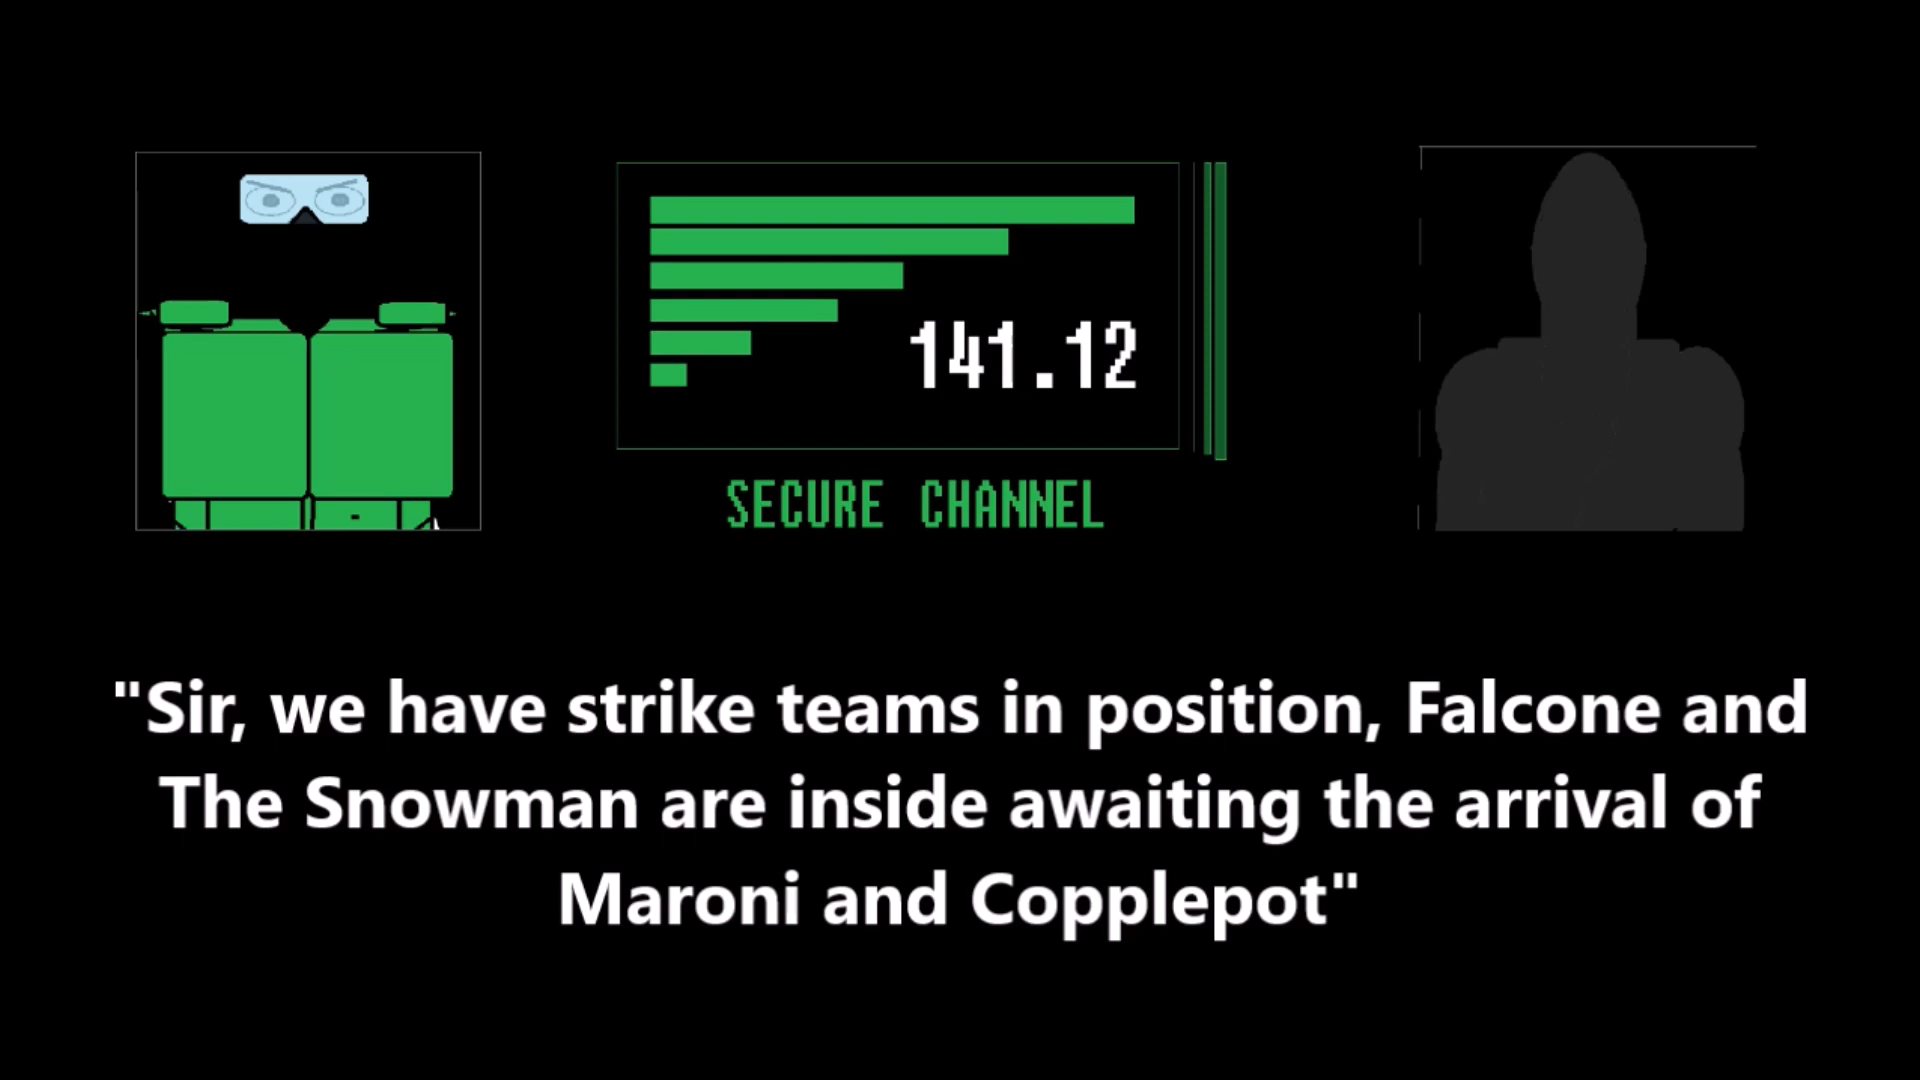 141.12
SECURE CHANNEL
"Sir, we have strike teams in position, Falcone and
The Snowman are inside awaiting the arrival of
Maroni and Copplepot"